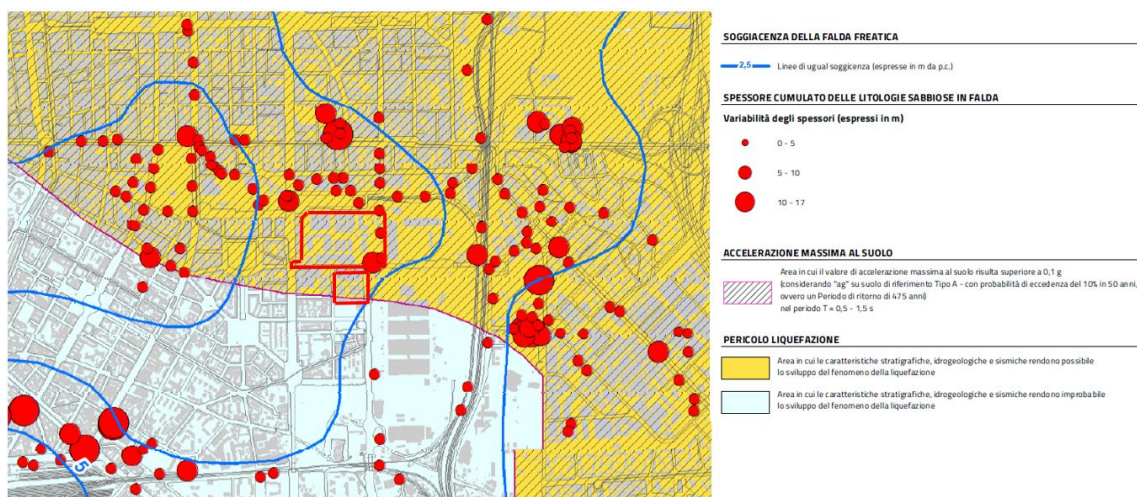 SOGGIACENZA DELLA FALDA FREATICA
2,5
Linee di ugual soggicenza (espresse in m da p.c.)
SPESSORE CUMULATO DELLE LITOLOGIE SABBIOSE IN FALDA
Variabilità degli spessori (espressi in m)
0 - 5
5 - 10
10 - 17
ACCELERAZIONE MASSIMA AL SUOLO
Area in cui il valore di accelerazione massima al suolo risulta superiore a 0,1 g
(considerando "ag" su suolo di riferimento Tipo A - con probabilità di eccedenza del 10% in 50 anni,
ovvero un Periodo di ritorno di 475 anni)
nel periodo T = 0,5 - 1,5 s
PERICOLO LIQUEFAZIONE
Area in cui le caratteristiche stratigrafiche, idrogeologiche e sismiche rendono possibile
lo sviluppo del fenomeno della liquefazione
Area in cui le caratteristiche stratigrafiche, idrogeologiche e sismiche rendono improbabile
lo sviluppo del fenomeno della liquefazione
5